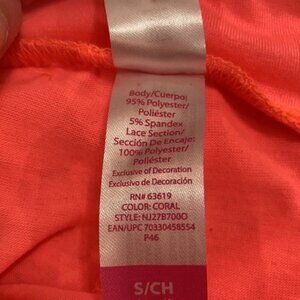 Body/Cuerpo:
95% Polyester/
Poliéster
5% Spandex
Lace Section/
Sección De Encaje:
100% Polyester/
Poliéster
Exclusive of Decoration
Exclusivo de Decoración
RN# 63619
COLOR: CORAL
STYLE: NJ27B700O
EAN/UPC 70330458554
P46
S/CH